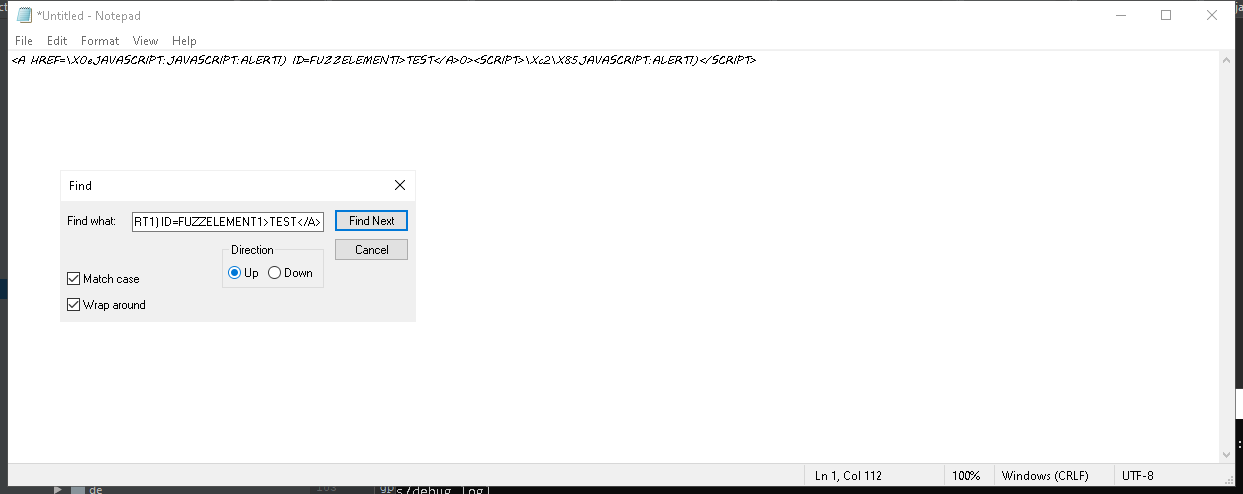 *Untitled - Notepad
File Edit Format View Help
<A HREF=\X0eJAVASCRIPT:JAVASCRIPT:ALERT1) ID=FUZZELEMENT1>TEST</A>0><SCRIPT>\Xc2\X85JAVASCRIPT:ALERT1)</SCRIPT>
Find
Find what: RT1) ID=FUZZELEMENT1>TEST</A> Find Next
Direction Cancel
Up Down
Match case
Wrap around
Ln 1, Col 112 100% Windows (CRLF) UTF-8
de